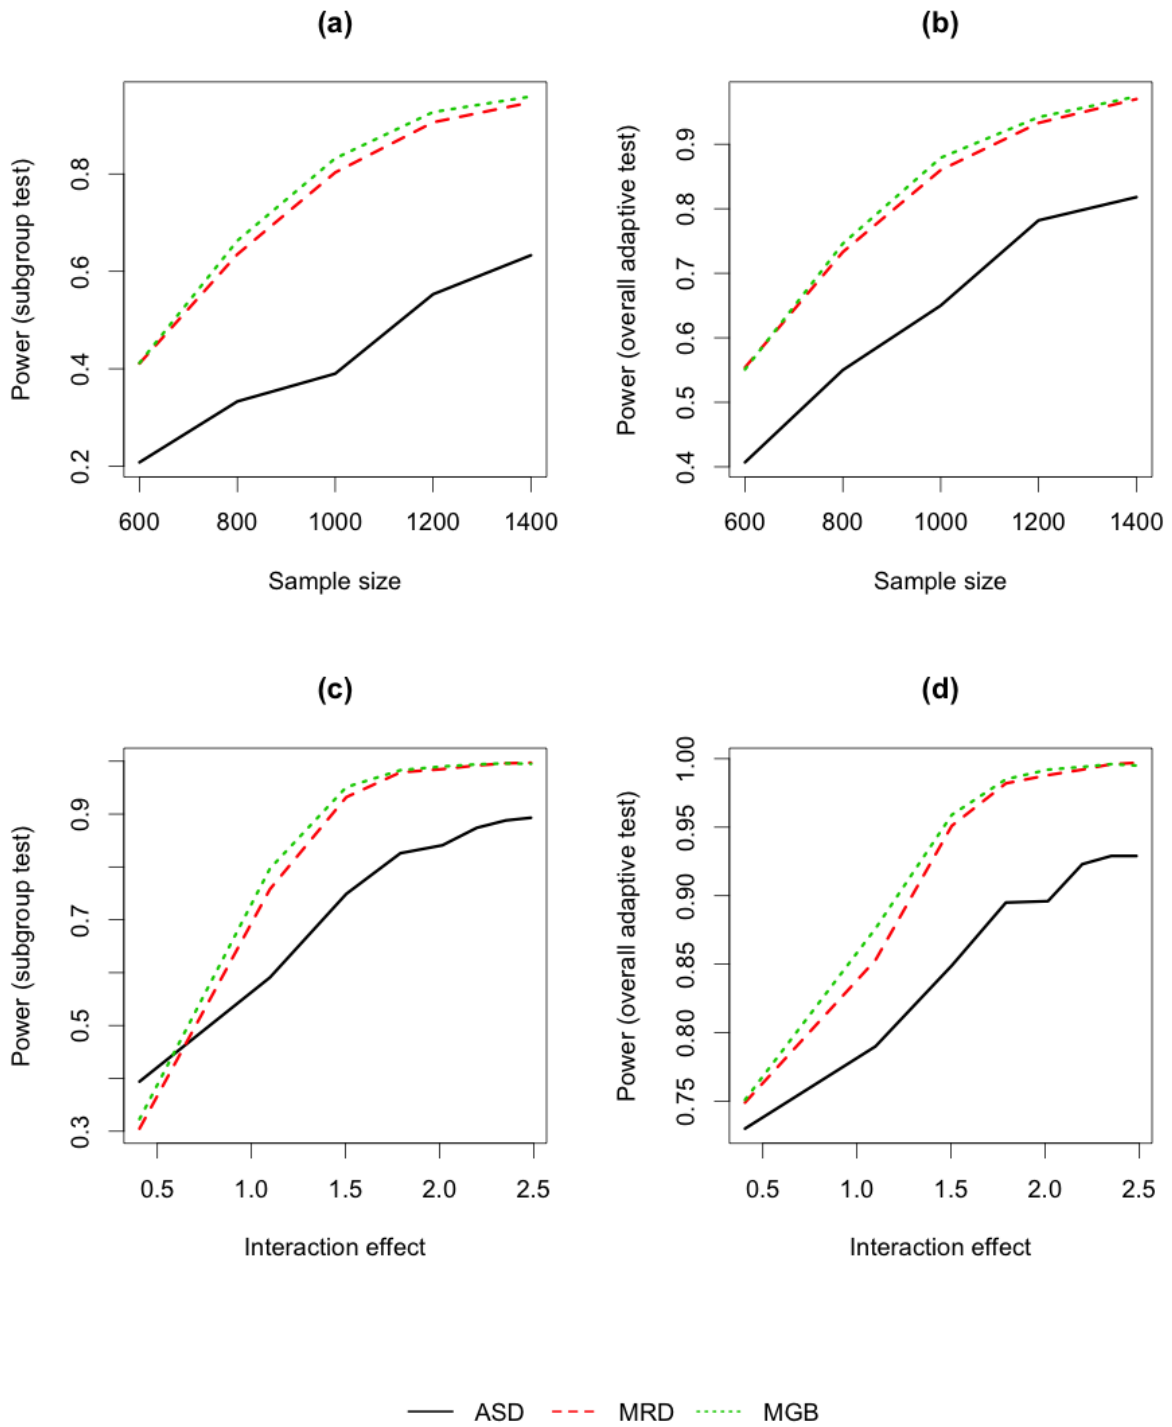 (a)
Power (subgroup test)
0.8
0.6
0.4
0.2
600 800 1000 1200 1400
Sample size
(b)
Power (overall adaptive test)
0.9
0.8
0.7
0.6
0.5
0.4
600 800 1000 1200 1400
Sample size
(c)
Power (subgroup test)
0.9
0.7
0.5
0.3
0.5 1.0 1.5 2.0 2.5
Interaction effect
(d)
Power (overall adaptive test)
1.00
0.95
0.90
0.85
0.80
0.75
0.5 1.0 1.5 2.0 2.5
Interaction effect
ASD MRD MGB